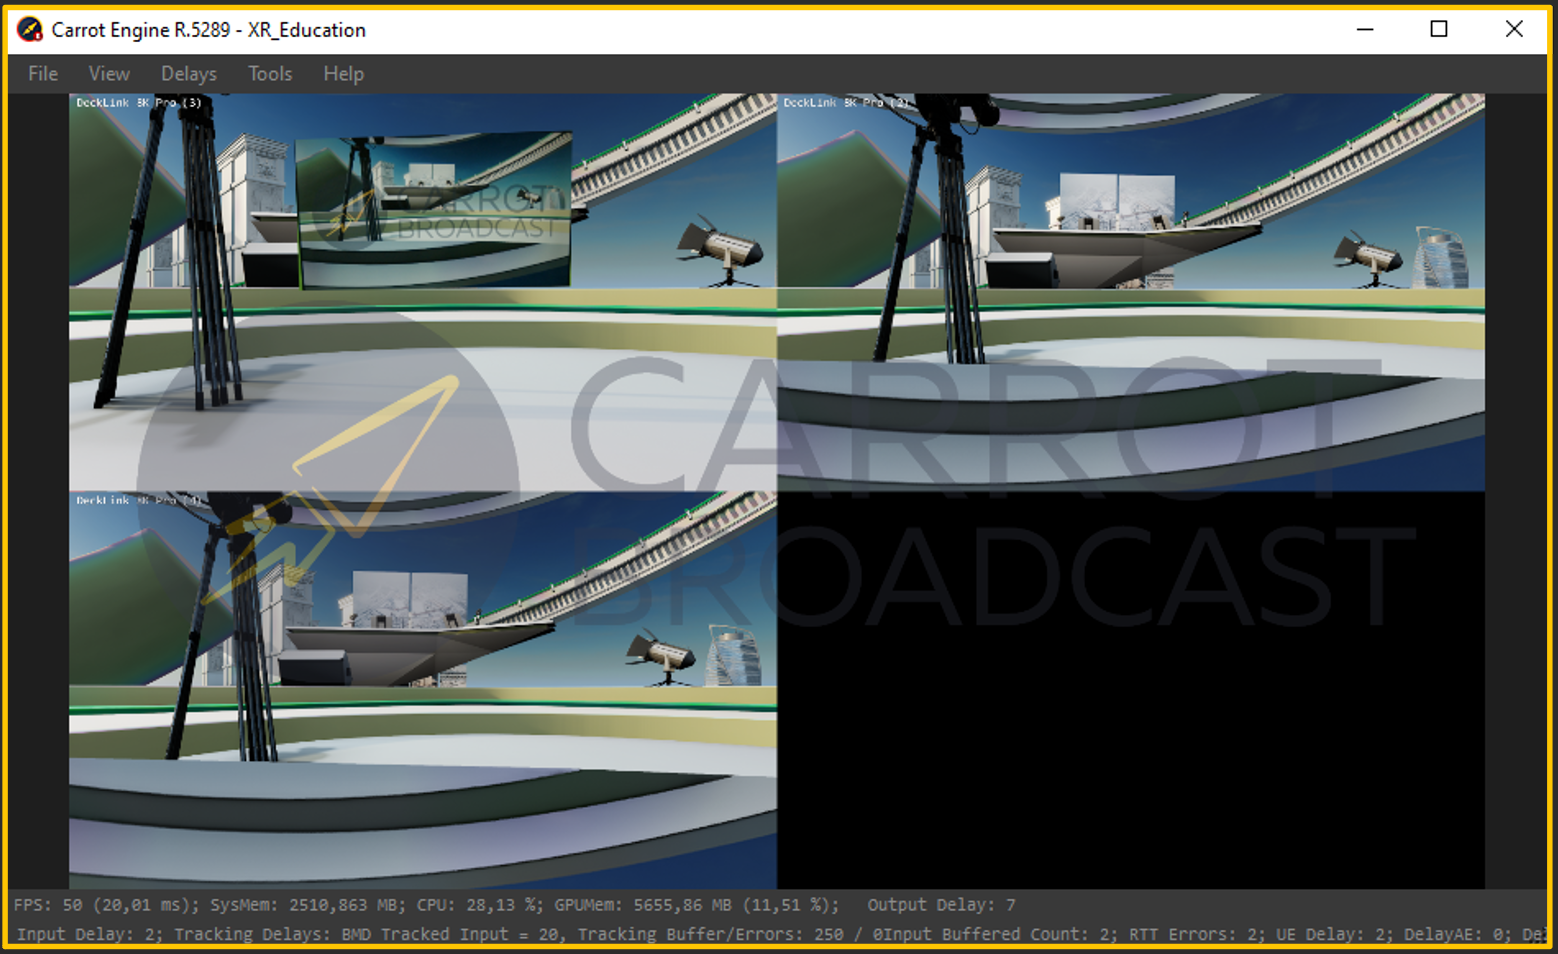 Carrot Engine R.5289 - XR_Education
File View Delays Tools Help
DeckLink 8K Pro (3)
DeckLink 8K Pro (2)
CARROT
BROADCAST
DeckLink 8K Pro (4)
CARROT
BROADCAST
FPS: 50 (20,01 ms); SysMem: 2510,863 MB; CPU: 28,13 %; GPUMem: 5655,86 MB (11,51 %); Output Delay: 7
Input Delay: 2; Tracking Delays: BMD Tracked Input = 20, Tracking Buffer/Errors: 250 / 0Input Buffered Count: 2; RTT Errors: 2; UE Delay: 2; DelayAE: 0;